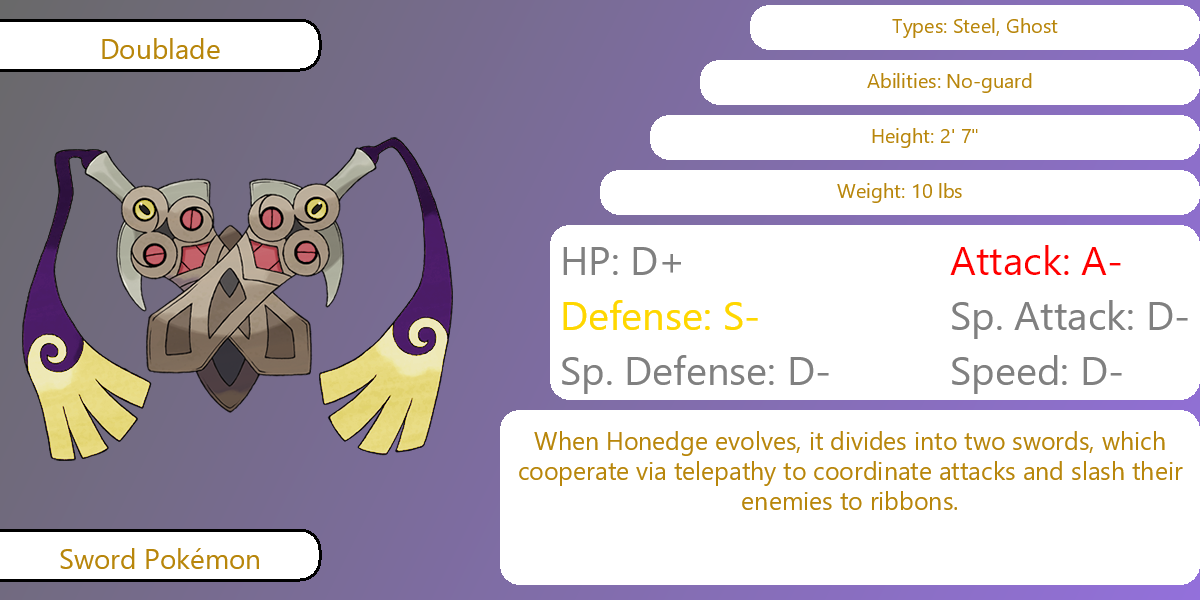 Doublade
Types: Steel, Ghost
Abilities: No-guard
Height: 2' 7"
Weight: 10 lbs
HP: D+
Attack: A-
Defense: S-
Sp. Attack: D-
Sp. Defense: D-
Speed: D-
When Honedge evolves, it divides into two swords, which
cooperate via telepathy to coordinate attacks and slash their
enemies to ribbons.
Sword Pokémon